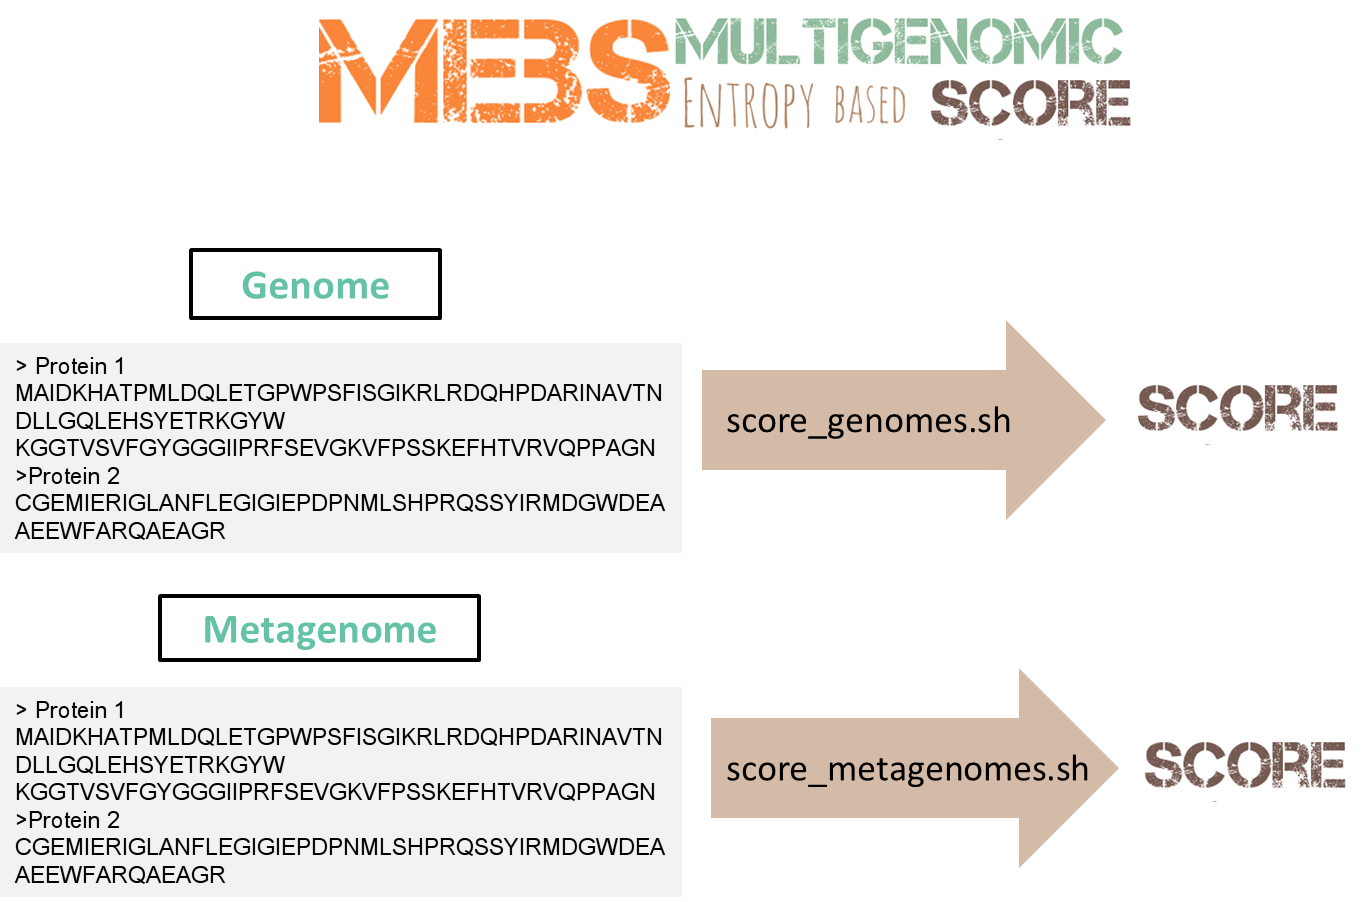 MEBS MULTIGENOMIC
ENTROPY BASED SCORE
Genome
> Protein 1
MAIDKHATPMLDQLETGPWPSFISGIKRLRDQHPDARINAVTN
DLLGQLEHSYETRKGYW
KGGTVSVFGYGGGIIPRFSEVGKVFPSSKEFHTVRVQPPAGN
>Protein 2
CGEMIERIGLANFLEGIGIEPDPNMLSHPRQSSYIRMDGWDEA
AEEWFARQAEAGR
score_genomes.sh
SCORE
Metagenome
> Protein 1
MAIDKHATPMLDQLETGPWPSFISGIKRLRDQHPDARINAVTN
DLLGQLEHSYETRKGYW
KGGTVSVFGYGGGIIPRFSEVGKVFPSSKEFHTVRVQPPAGN
>Protein 2
CGEMIERIGLANFLEGIGIEPDPNMLSHPRQSSYIRMDGWDEA
AEEWFARQAEAGR
score_metagenomes.sh
SCORE